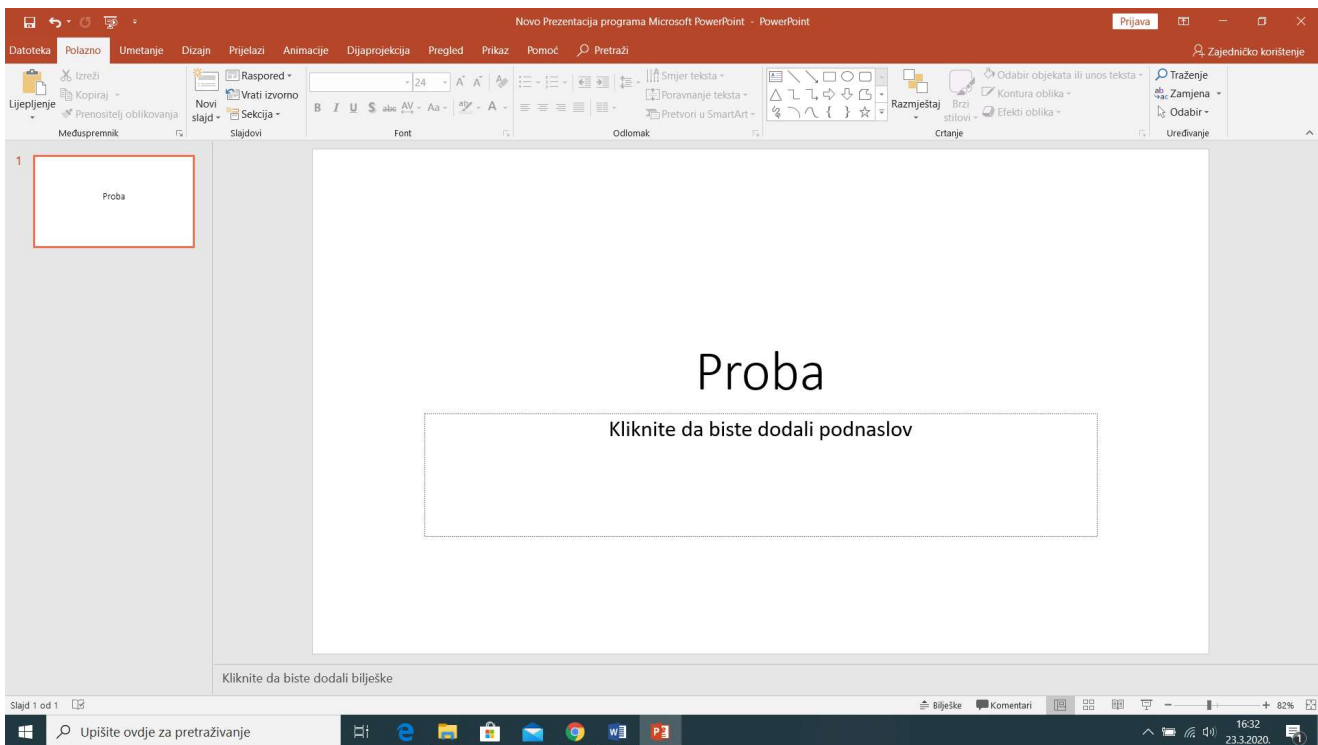 Novo Prezentacija programa Microsoft PowerPoint - PowerPoint
Prijava
Datoteka Polazno Umetanje Dizajn Prijelazi Animacije Dijaprojekcija Pregled Prikaz Pomoć Pretraži
Zajedničko korištenje
Lijepljenje
Izreži
Kopiraj
Prenositelj oblikovanja
Međuspremnik
Novi
slajd
Raspored
Vrati izvorno
Sekcija
Slajdovi
24
B I U S abc AV Aa A
Font
Smjer teksta
Poravnanje teksta
Pretvori u SmartArt
Odlomak
Razmještaj
Brzi
stilovi
Odabir objekata ili unos teksta
Kontura oblika
Efekti oblika
Crtanje
Traženje
Zamjena
Odabir
Uređivanje
1
Proba
Proba
Kliknite da biste dodali podnaslov
Kliknite da biste dodali bilješke
Slajd 1 od 1
Bilješke Komentari
82%
Upišite ovdje za pretraživanje
16:32
23.3.2020.
1